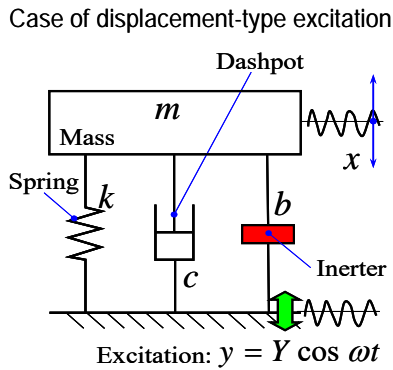 Case of displacement-type excitation
Dashpot
m
Mass
x
Spring
k
b
c
Inerter
Excitation: y = Y cos ωt